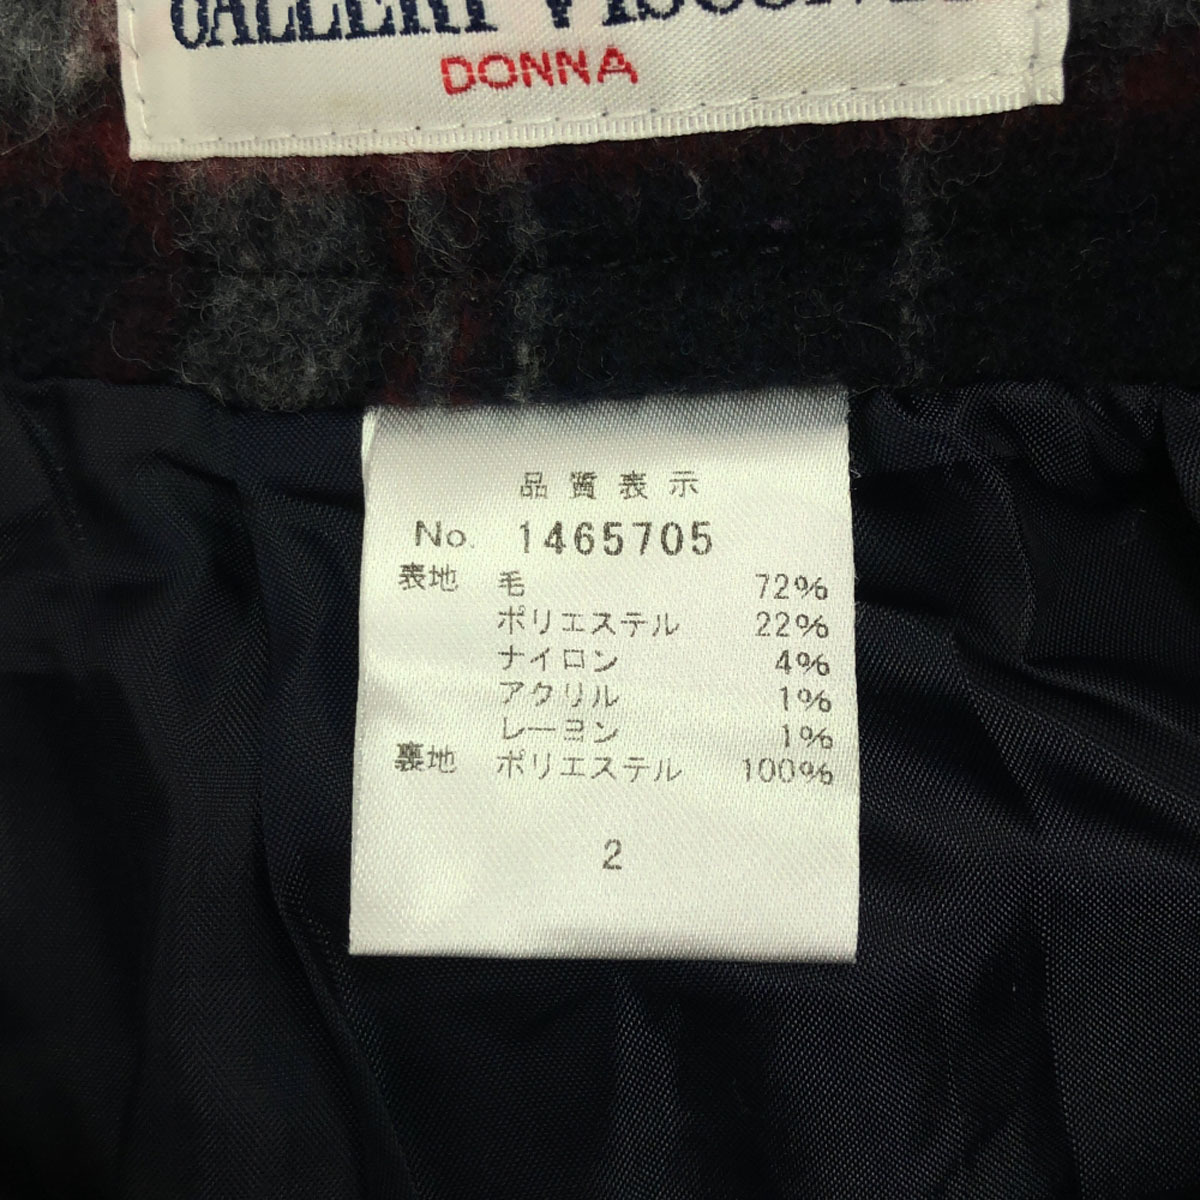 GALLERY VISCONTI
DONNA
品質表示
No. 1465705
表地 毛 72%
ポリエステル 22%
ナイロン 4%
アクリル 1%
レーヨン 1%
裏地 ポリエステル 100%
2